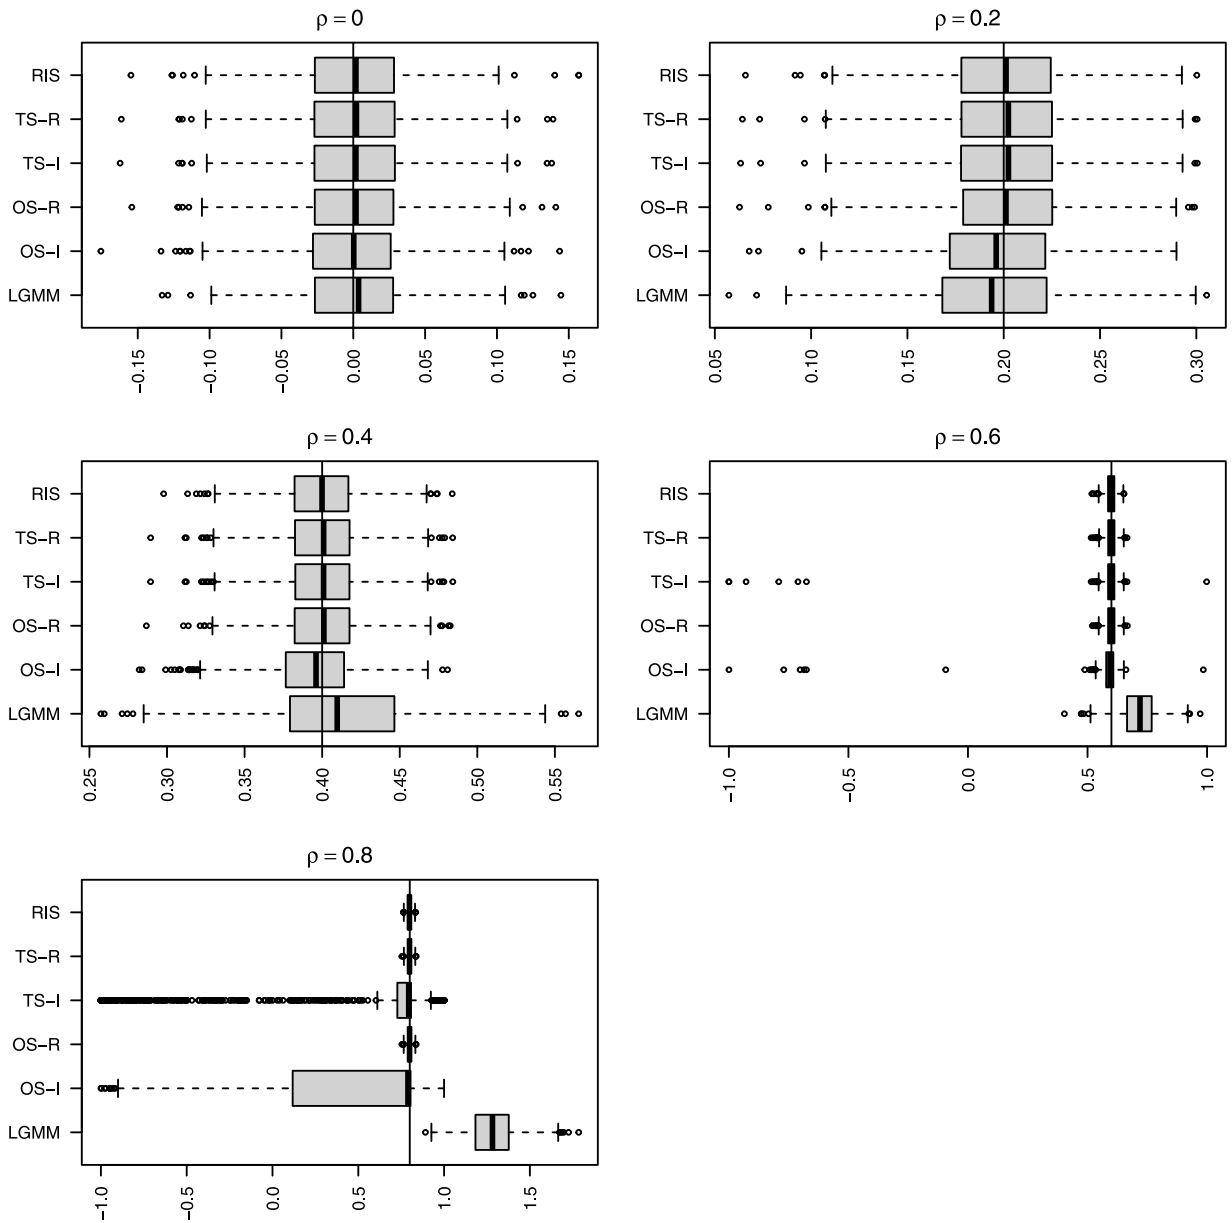 ρ = 0
RIS
TS−R
TS−I
OS−R
OS−I
LGMM
−0.15
−0.10
−0.05
0.00
0.05
0.10
0.15
ρ = 0.2
RIS
TS−R
TS−I
OS−R
OS−I
LGMM
0.05
0.10
0.15
0.20
0.25
0.30
ρ = 0.4
RIS
TS−R
TS−I
OS−R
OS−I
LGMM
0.25
0.30
0.35
0.40
0.45
0.50
0.55
ρ = 0.6
RIS
TS−R
TS−I
OS−R
OS−I
LGMM
−1.0
−0.5
0.0
0.5
1.0
ρ = 0.8
RIS
TS−R
TS−I
OS−R
OS−I
LGMM
−1.0
−0.5
0.0
0.5
1.0
1.5